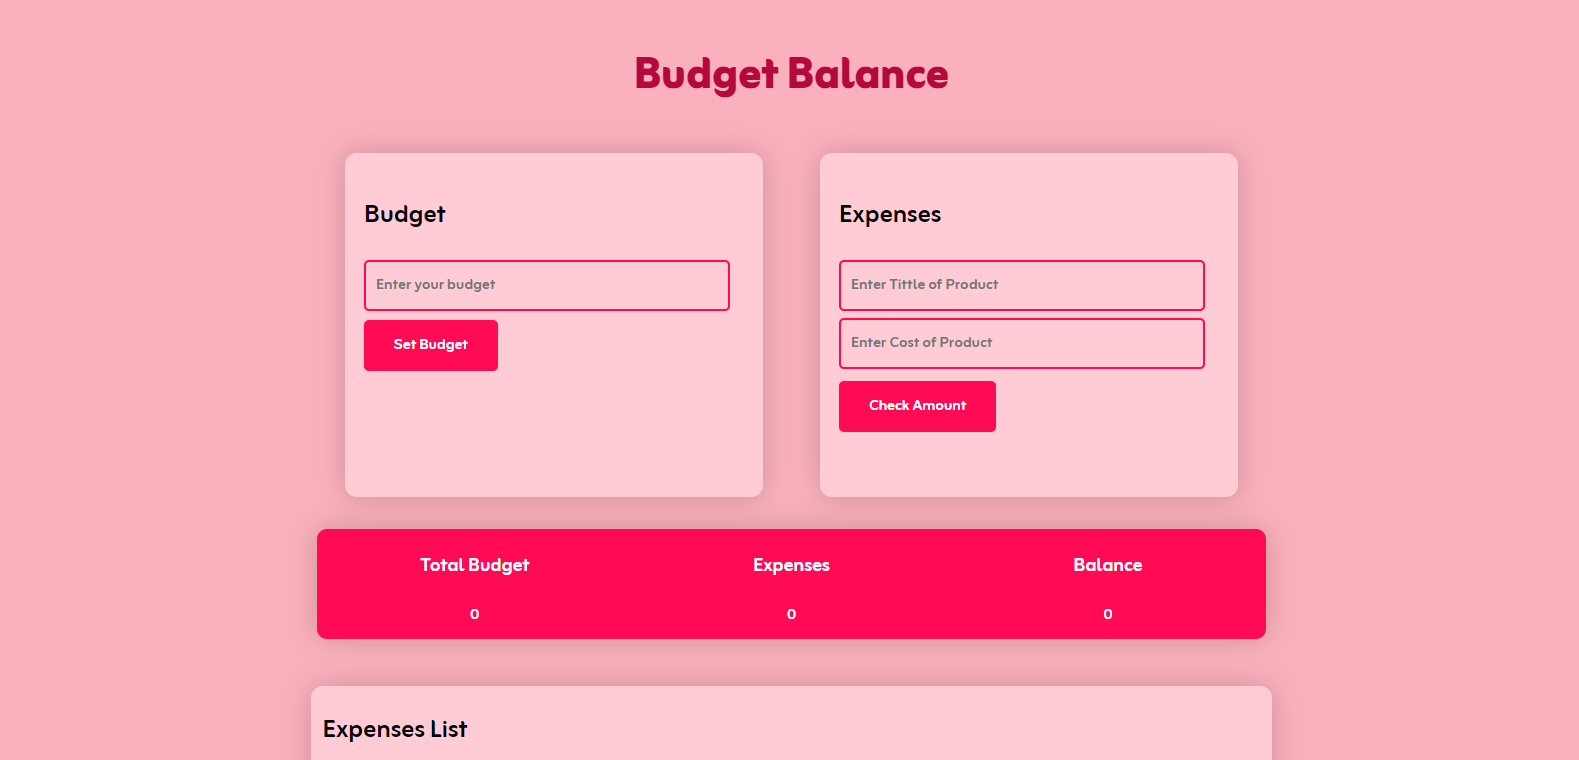 Budget Balance
Budget
Enter your budget
Set Budget
Expenses
Enter Tittle of Product
Enter Cost of Product
Check Amount
Total Budget
Expenses
Balance
0
0
0
Expenses List